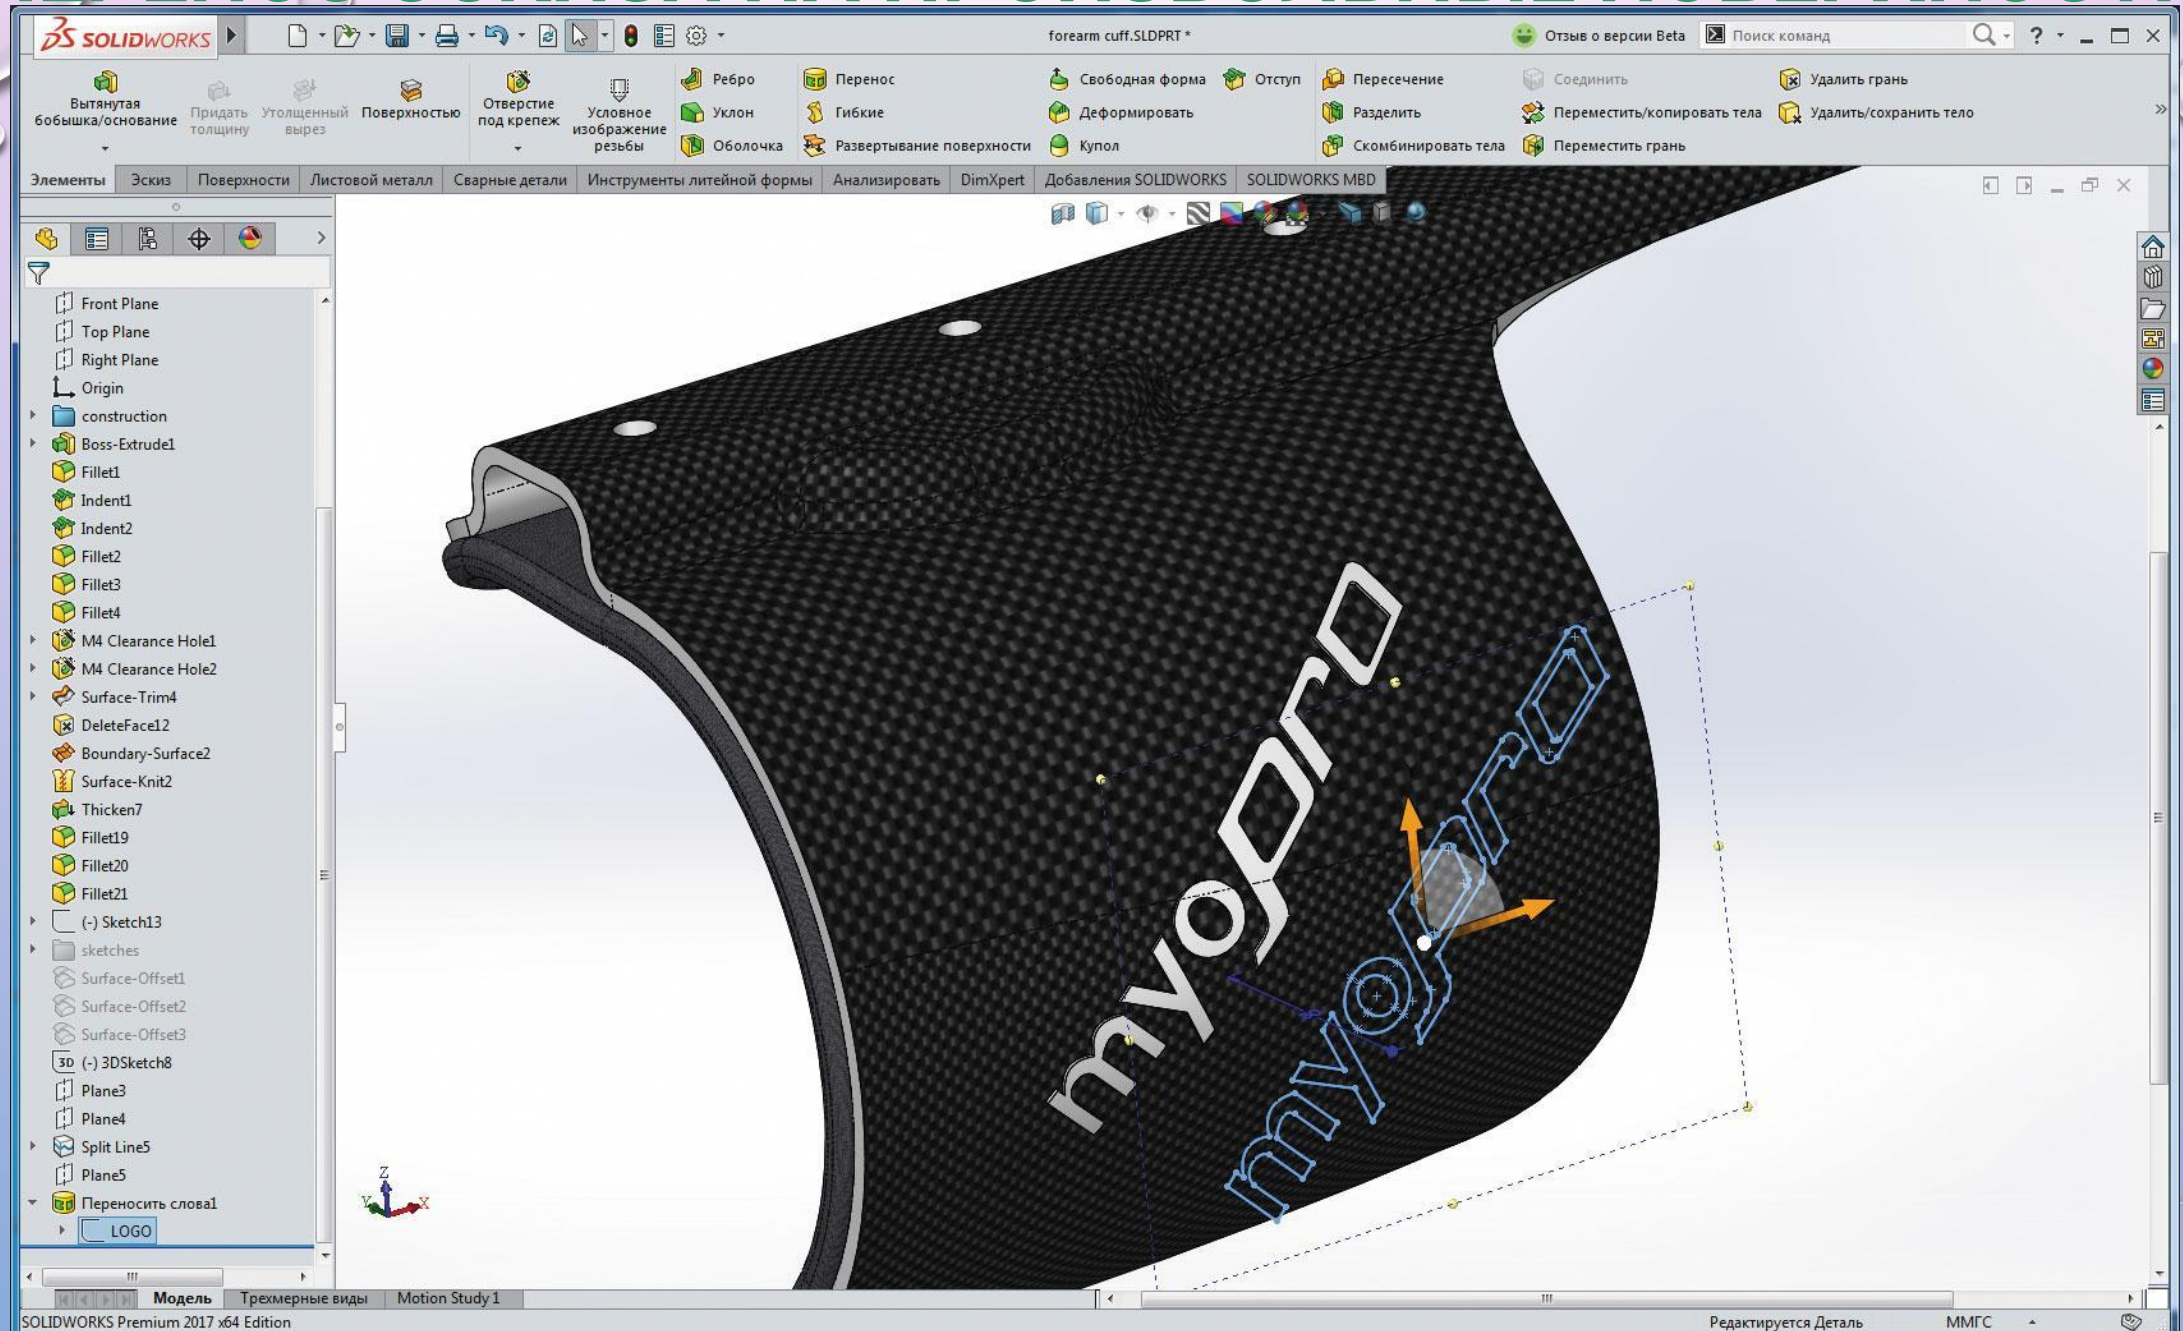 SOLIDWORKS
forearm cuff.SLDPRT *
Отзыв о версии Beta
Поиск команд
Вытянутая
бобышка/основание
Придать
толщину
Утолщенный
вырез
Поверхностью
Отверстие
под крепеж
Условное
изображение
резьбы
Ребро
Уклон
Оболочка
Перенос
Гибкие
Развертывание поверхности
Свободная форма
Деформировать
Купол
Отступ
Пересечение
Разделить
Скомбинировать тела
Соединить
Переместить/копировать тела
Переместить грань
Удалить грань
Удалить/сохранить тело
Элементы
Эскиз
Поверхности
Листовой металл
Сварные детали
Инструменты литейной формы
Анализировать
DimXpert
Добавления SOLIDWORKS
SOLIDWORKS MBD
Front Plane
Top Plane
Right Plane
Origin
construction
Boss-Extrude1
Fillet1
Indent1
Indent2
Fillet2
Fillet3
Fillet4
M4 Clearance Hole1
M4 Clearance Hole2
Surface-Trim4
DeleteFace12
Boundary-Surface2
Surface-Knit2
Thicken7
Fillet19
Fillet20
Fillet21
(-) Sketch13
sketches
Surface-Offset1
Surface-Offset2
Surface-Offset3
3D (-) 3DSketch8
Plane3
Plane4
Split Line5
Plane5
Переносить слова1
LOGO
myopro
myopro
Z
Y
X
Модель
Трехмерные виды
Motion Study 1
SOLIDWORKS Premium 2017 x64 Edition
Редактируется Деталь
ММГС